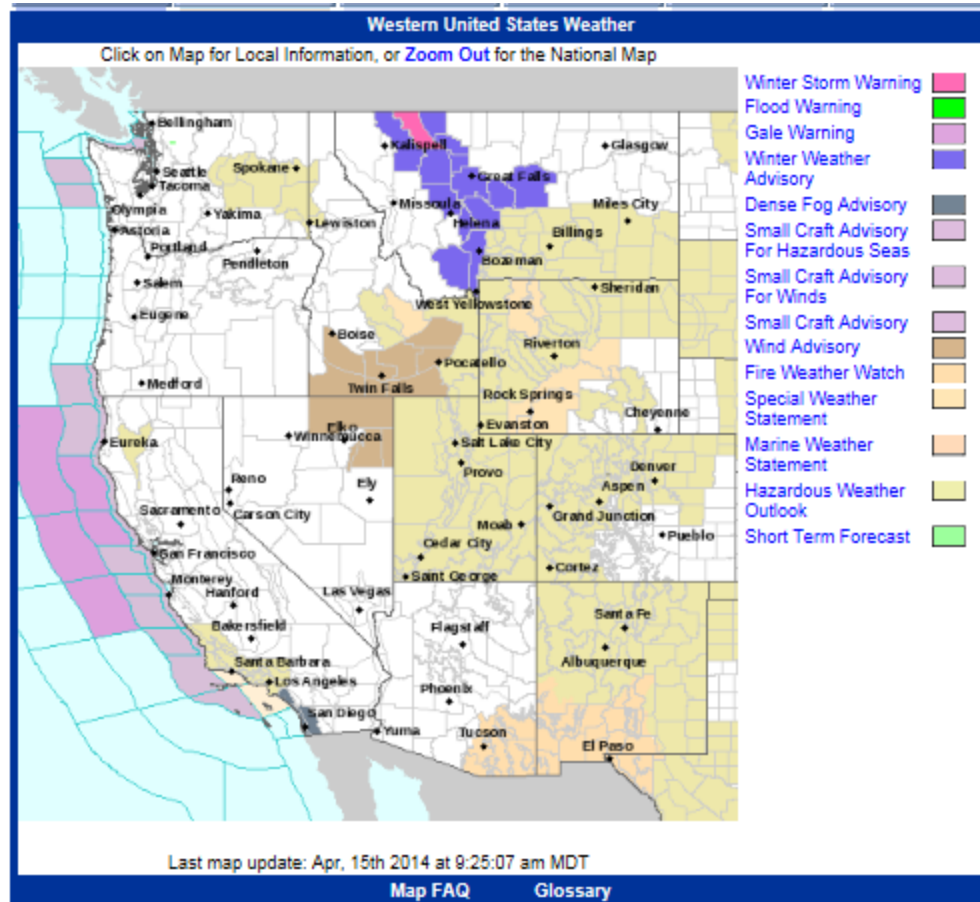 Western United States Weather
Click on Map for Local Information, or Zoom Out for the National Map
Winter Storm Warning
Flood Warning
Gale Warning
Winter Weather
Advisory
Dense Fog Advisory
Small Craft Advisory
For Hazardous Seas
Small Craft Advisory
For Winds
Small Craft Advisory
Wind Advisory
Fire Weather Watch
Special Weather
Statement
Marine Weather
Statement
Hazardous Weather
Outlook
Short Term Forecast
Bellingham
Kalispell
Glasgow
Seattle
Spokane
Great Falls
Tacoma
Olympia
Yakima
Lewiston
Missoula
Helena
Miles City
Astoria
Portland
Pendleton
Billings
Bozeman
Salem
Sheridan
West Yellowstone
Eugene
Boise
Riverton
Pocatello
Medford
Twin Falls
Rock Springs
Cheyenne
Elko
Evanston
Eureka
Winnemucca
Salt Lake City
Provo
Denver
Reno
Ely
Aspen
Sacramento
Carson City
Grand Junction
Moab
Pueblo
San Francisco
Cedar City
Cortez
Monterey
Saint George
Hanford
Las Vegas
Santa Fe
Bakersfield
Flagstaff
Albuquerque
Santa Barbara
Los Angeles
Phoenix
San Diego
Yuma
Tucson
El Paso
Last map update: Apr, 15th 2014 at 9:25:07 am MDT
Map FAQ Glossary